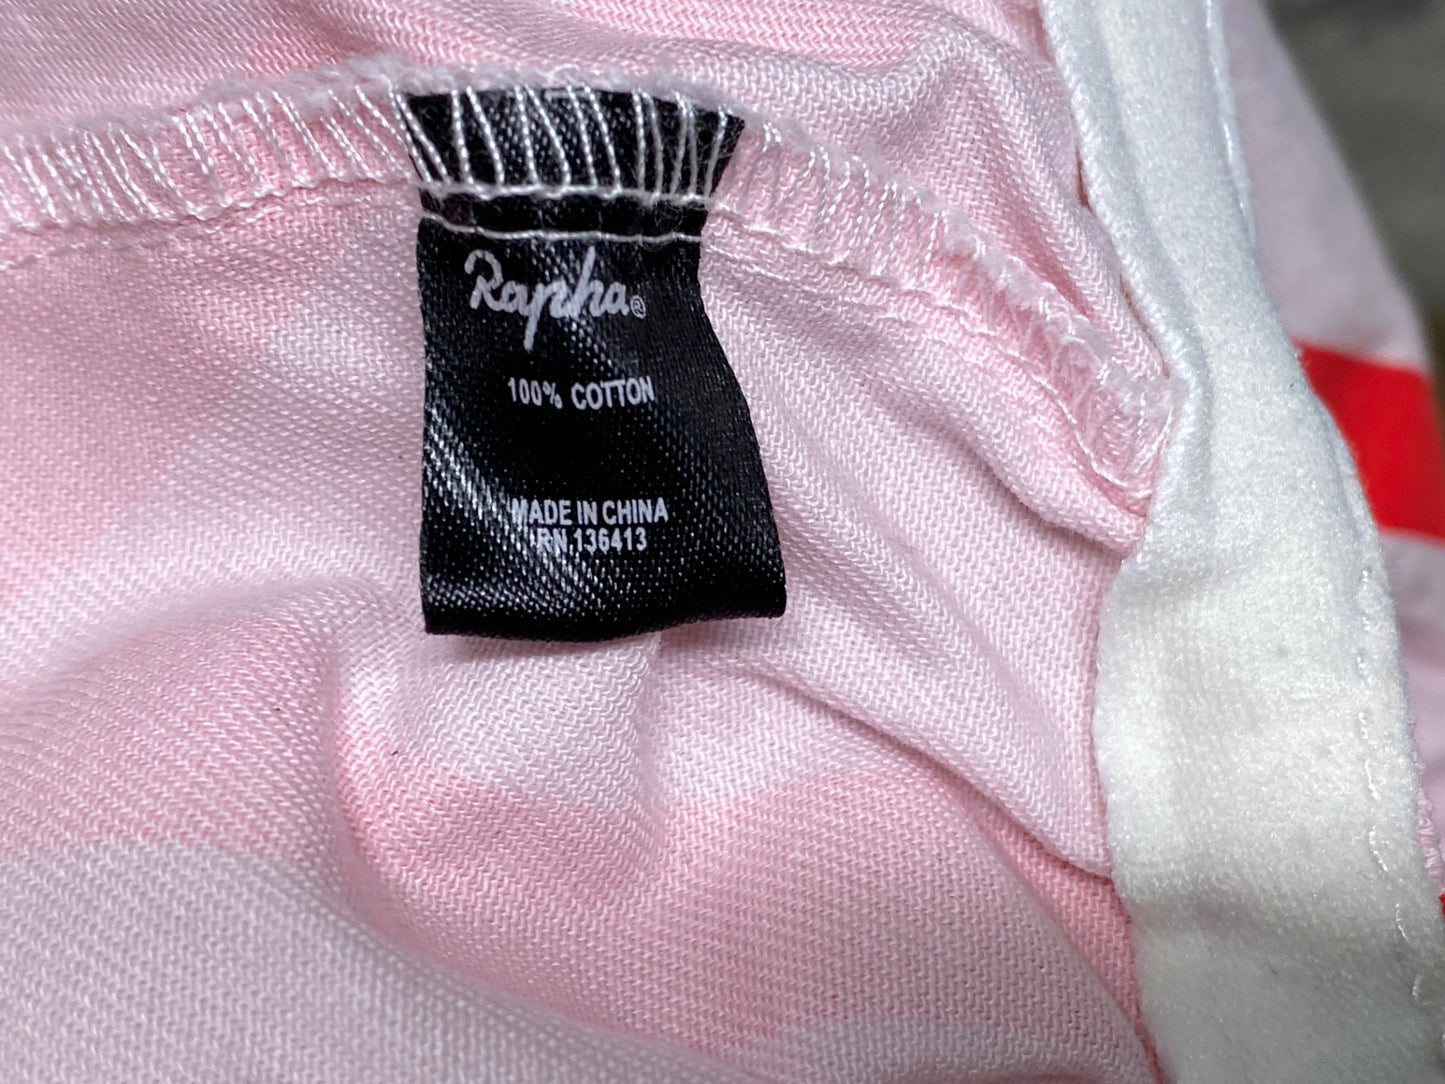 Rapha®
100% COTTON
MADE IN CHINA
RN.136413